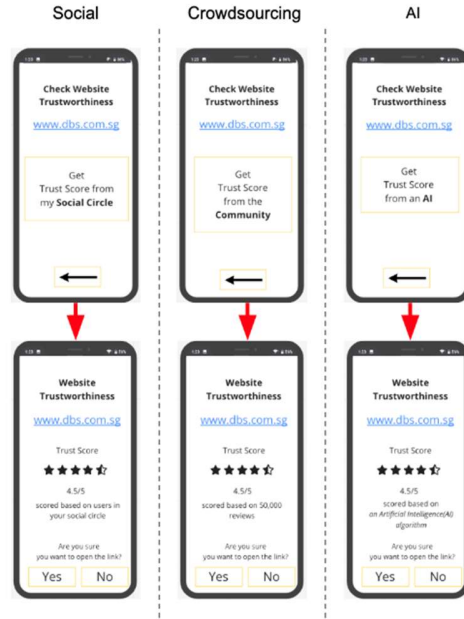 Social
Crowdsourcing
AI
Check Website
Trustworthiness
www.dbs.com.sg
Get
Trust Score from
my Social Circle
Check Website
Trustworthiness
www.dbs.com.sg
Get
Trust Score
from the
Community
Check Website
Trustworthiness
www.dbs.com.sg
Get
Trust Score
from an AI
Website
Trustworthiness
www.dbs.com.sg
Trust Score
4.5/5
scored based on users in
your social circle
Are you sure
you want to open the link?
Yes No
Website
Trustworthiness
www.dbs.com.sg
Trust Score
4.5/5
scored based on 50,000
reviews
Are you sure
you want to open the link?
Yes No
Website
Trustworthiness
www.dbs.com.sg
Trust Score
4.5/5
scored based on
an Artificial Intelligence(AI)
algorithm
Are you sure
you want to open the link?
Yes No